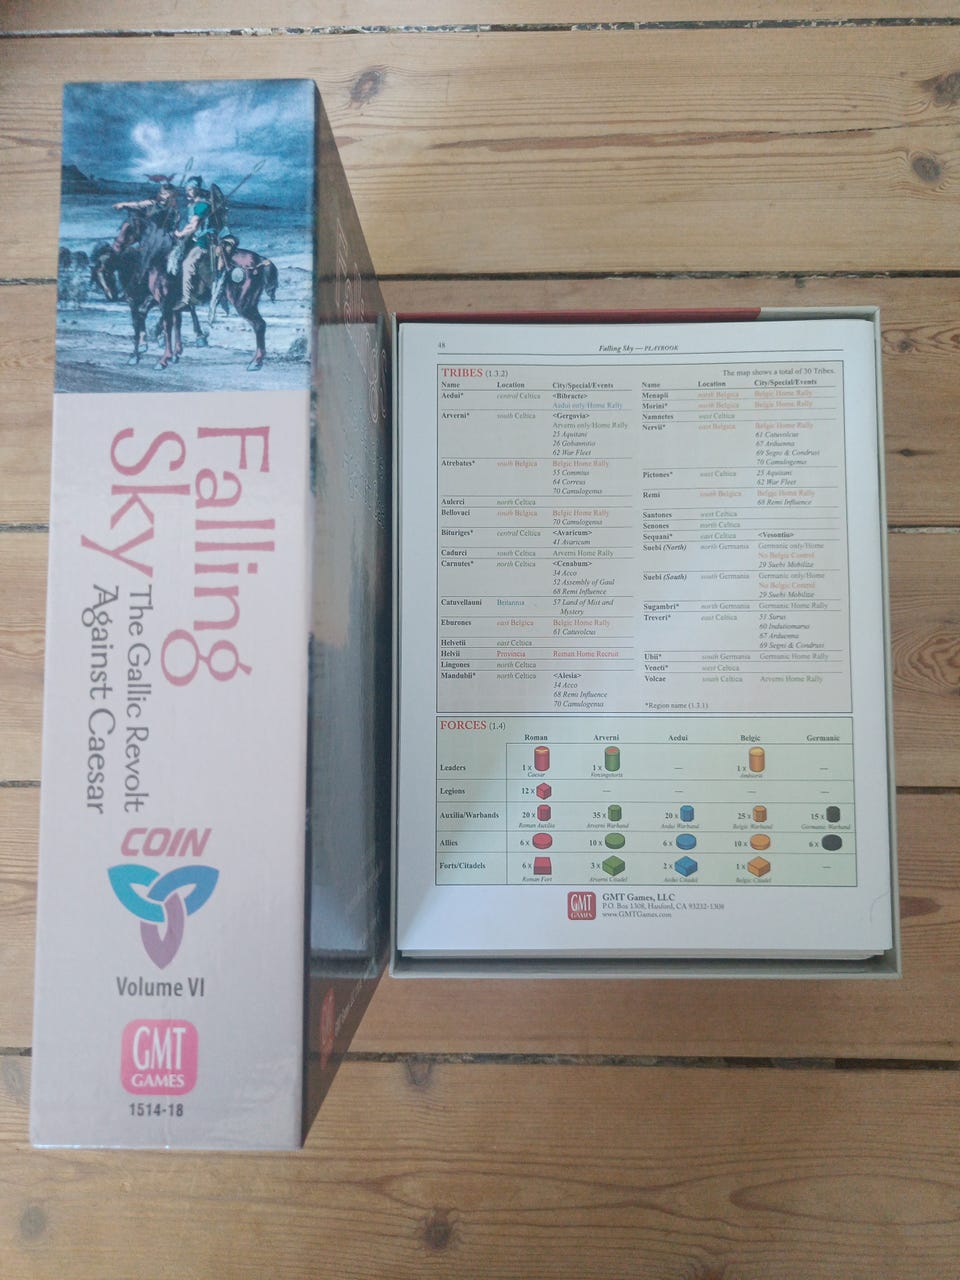 Falling
Sky
The Gallic Revolt
Against Caesar
COIN
Volume VI
GMT
GAMES
1514-18
48
Falling Sky — PLAYBOOK
TRIBES (1.3.2)
The map shows a total of 30 Tribes.
Name Location City/Special/Events
Aedui* central Celtica <Bibracte>
Aedui only/Home Rally
Arverni* south Celtica <Gergovia>
Arverni only/Home Rally
25 Aquitani
26 Gobannitio
62 War Fleet
Atrebates* south Belgica Belgic Home Rally
55 Commius
64 Correus
70 Camulogenus
Aulerci north Celtica
Bellovaci south Belgica Belgic Home Rally
70 Camulogenus
Bituriges* central Celtica <Avaricum>
41 Avaricum
Cadurci south Celtica Arverni Home Rally
Carnutes* north Celtica <Cenabum>
34 Acco
52 Assembly of Gaul
68 Remi Influence
Catuvellauni Britannia 57 Land of Mist and
Mystery
Eburones east Belgica Belgic Home Rally
61 Catuvolcus
Helvetii east Celtica
Helvii Provincia Roman Home Recruit
Lingones north Celtica
Mandubii* north Celtica <Alesia>
34 Acco
68 Remi Influence
70 Camulogenus
Name Location City/Special/Events
Menapii north Belgica Belgic Home Rally
Morini* north Belgica Belgic Home Rally
Namnetes west Celtica
Nervii* east Belgica Belgic Home Rally
61 Catuvolcus
67 Arduenna
69 Segni & Condrusi
70 Camulogenus
Pictones* west Celtica 25 Aquitani
62 War Fleet
Remi south Belgica Belgic Home Rally
68 Remi Influence
Santones west Celtica
Senones north Celtica
Sequani* east Celtica <Vesontio>
Suebi (North) north Germania Germanic only/Home
No Belgic Control
29 Suebi Mobilize
Suebi (South) south Germania Germanic only/Home
No Belgic Control
29 Suebi Mobilize
Sugambri* north Germania Germanic Home Rally
Treveri* east Celtica 53 Surus
60 Indutiomarus
67 Arduenna
69 Segni & Condrusi
Ubii* south Germania Germanic Home Rally
Veneti* west Celtica
Volcae south Celtica Arverni Home Rally
*Region name (1.3.1)
FORCES (1.4)
Roman Arverni Aedui Belgic Germanic
Leaders 1 x 1 x — 1 x —
Caesar Vercingetorix Ambiorix
Legions 12 x — — — —
Auxilia/Warbands 20 x 35 x 20 x 25 x 15 x
Roman Auxilia Arverni Warband Aedui Warband Belgic Warband Germanic Warband
Allies 6 x 10 x 6 x 10 x 6 x
Forts/Citadels 6 x 3 x 2 x 1 x —
Roman Fort Arverni Citadel Aedui Citadel Belgic Citadel
GMT
GAMES
GMT Games, LLC
P.O. Box 1308, Hanford, CA 93232-1308
www.GMTGames.com